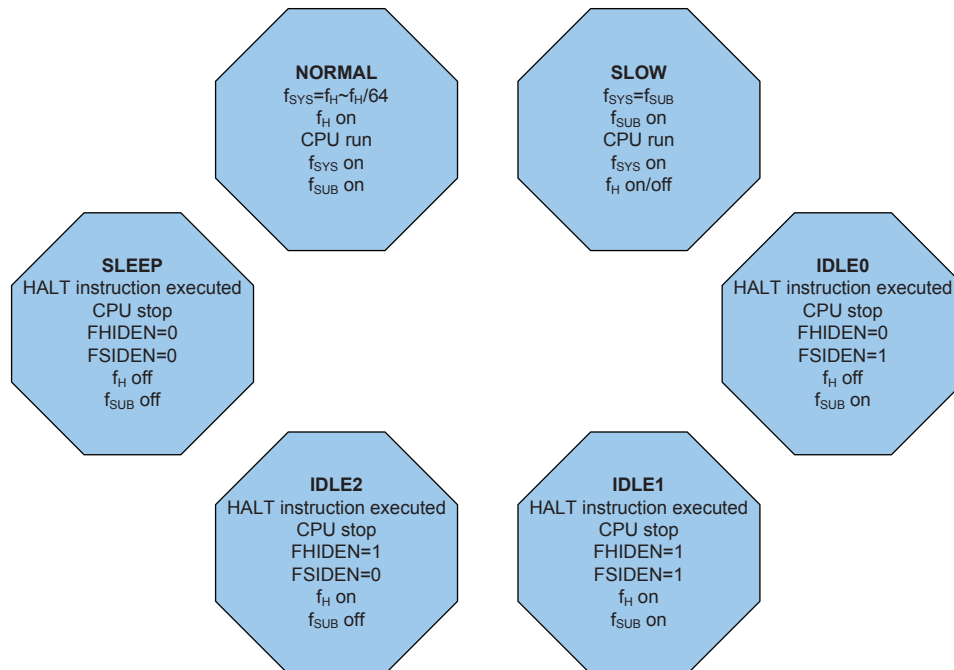 NORMAL
fSYS=fH~fH/64
fH on
CPU run
fSYS on
fSUB on
SLOW
fSYS=fSUB
fSUB on
CPU run
fSYS on
fH on/off
SLEEP
HALT instruction executed
CPU stop
FHIDEN=0
FSIDEN=0
fH off
fSUB off
IDLE0
HALT instruction executed
CPU stop
FHIDEN=0
FSIDEN=1
fH off
fSUB on
IDLE2
HALT instruction executed
CPU stop
FHIDEN=1
FSIDEN=0
fH on
fSUB off
IDLE1
HALT instruction executed
CPU stop
FHIDEN=1
FSIDEN=1
fH on
fSUB on